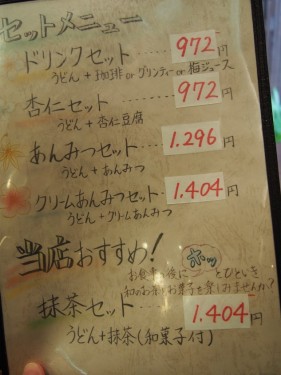 セットメニュー
ドリンクセット‥‥‥972円
うどん+珈琲orグリンティーor梅ジュース
杏仁セット‥‥‥972円
うどん+杏仁豆腐
あんみつセット‥‥1.296円
うどん+あんみつ
クリームあんみつセット‥1.404円
うどん+クリームあんみつ
当店おすすめ!
お食事の後に"ホッ"とひといきを
和のお茶とお菓子を楽しみませんか?
抹茶セット‥‥‥1.404円
うどん+抹茶(和菓子付)